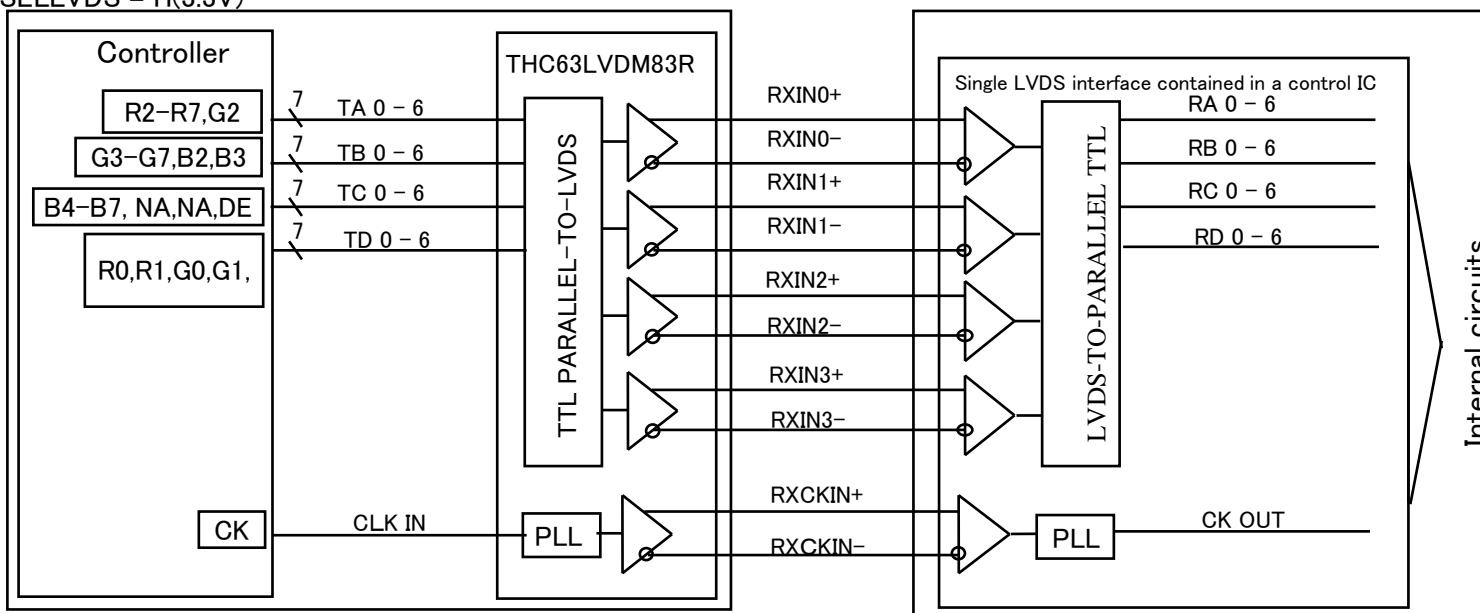 SELLVDS = H(3.3V)
Controller
THC63LVDM83R
Single LVDS interface contained in a control IC
R2-R7,G2
7
TA 0 - 6
RXIN0+
RA 0 - 6
RXIN0-
G3-G7,B2,B3
7
TB 0 - 6
RB 0 - 6
RXIN1+
B4-B7, NA,NA,DE
7
TC 0 - 6
RC 0 - 6
RXIN1-
7
TD 0 - 6
RD 0 - 6
R0,R1,G0,G1,
RXIN2+
RXIN2-
TTL PARALLEL-TO-LVDS
LVDS-TO-PARALLEL TTL
Internal circuits
RXIN3+
RXIN3-
RXCKIN+
CK
CLK IN
PLL
RXCKIN-
PLL
CK OUT